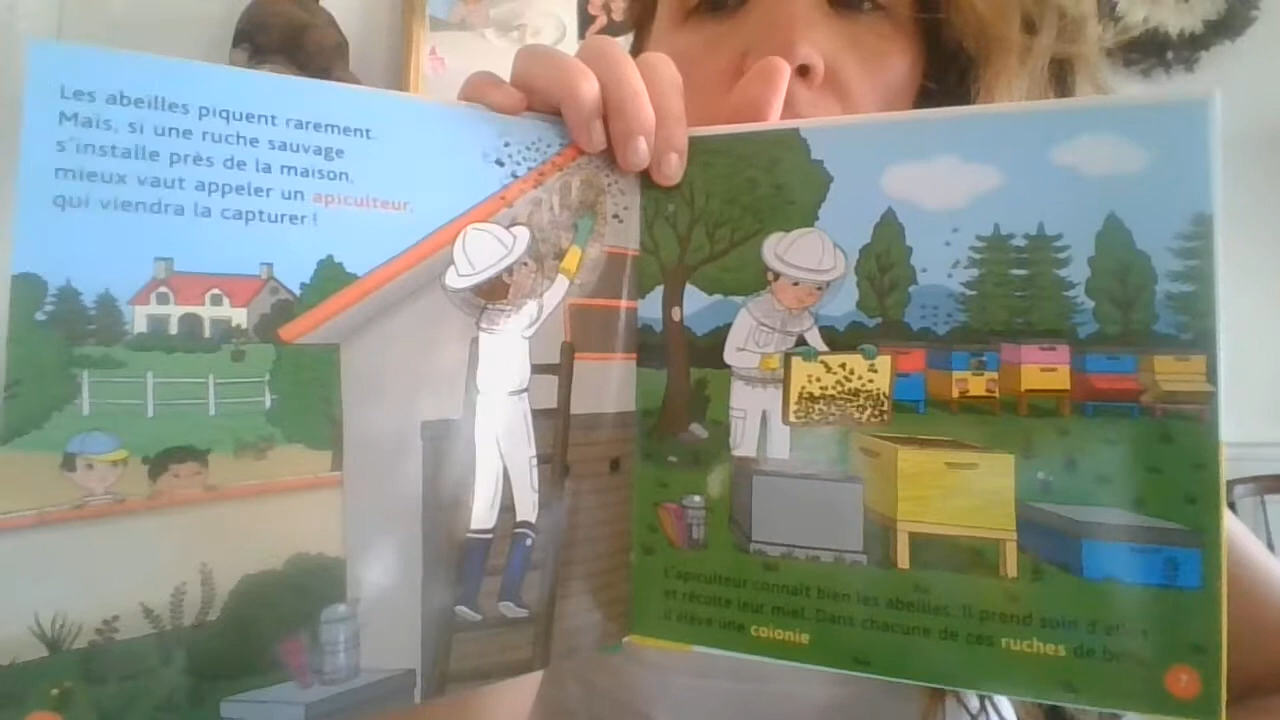 Les abeilles piquent rarement.
Mais, si une ruche sauvage
s'installe près de la maison,
mieux vaut appeler un apiculteur,
qui viendra la capturer !
L'apiculteur connaît bien les abeilles. Il prend soin
et récolte leur miel. Dans chacune de ces ruches de
il élève une colonie
7